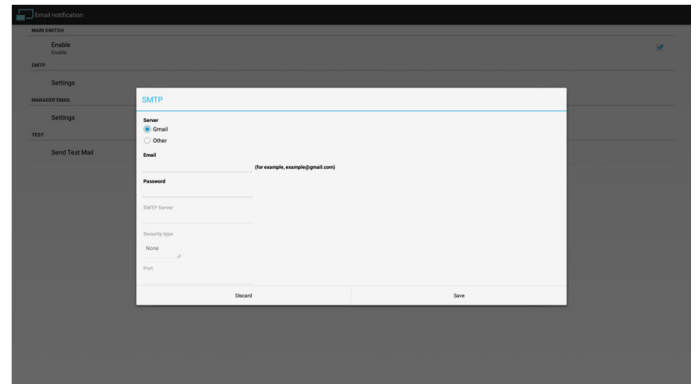 Email notification
MAIN SWITCH
Enable
Enable
SMTP
Settings
MANAGER EMAIL
Settings
TEST
Send Test Mail
SMTP
Server
Gmail
Other
Email
(for example, example@gmail.com)
Password
SMTP Server
Security type
None
Port
Discard
Save